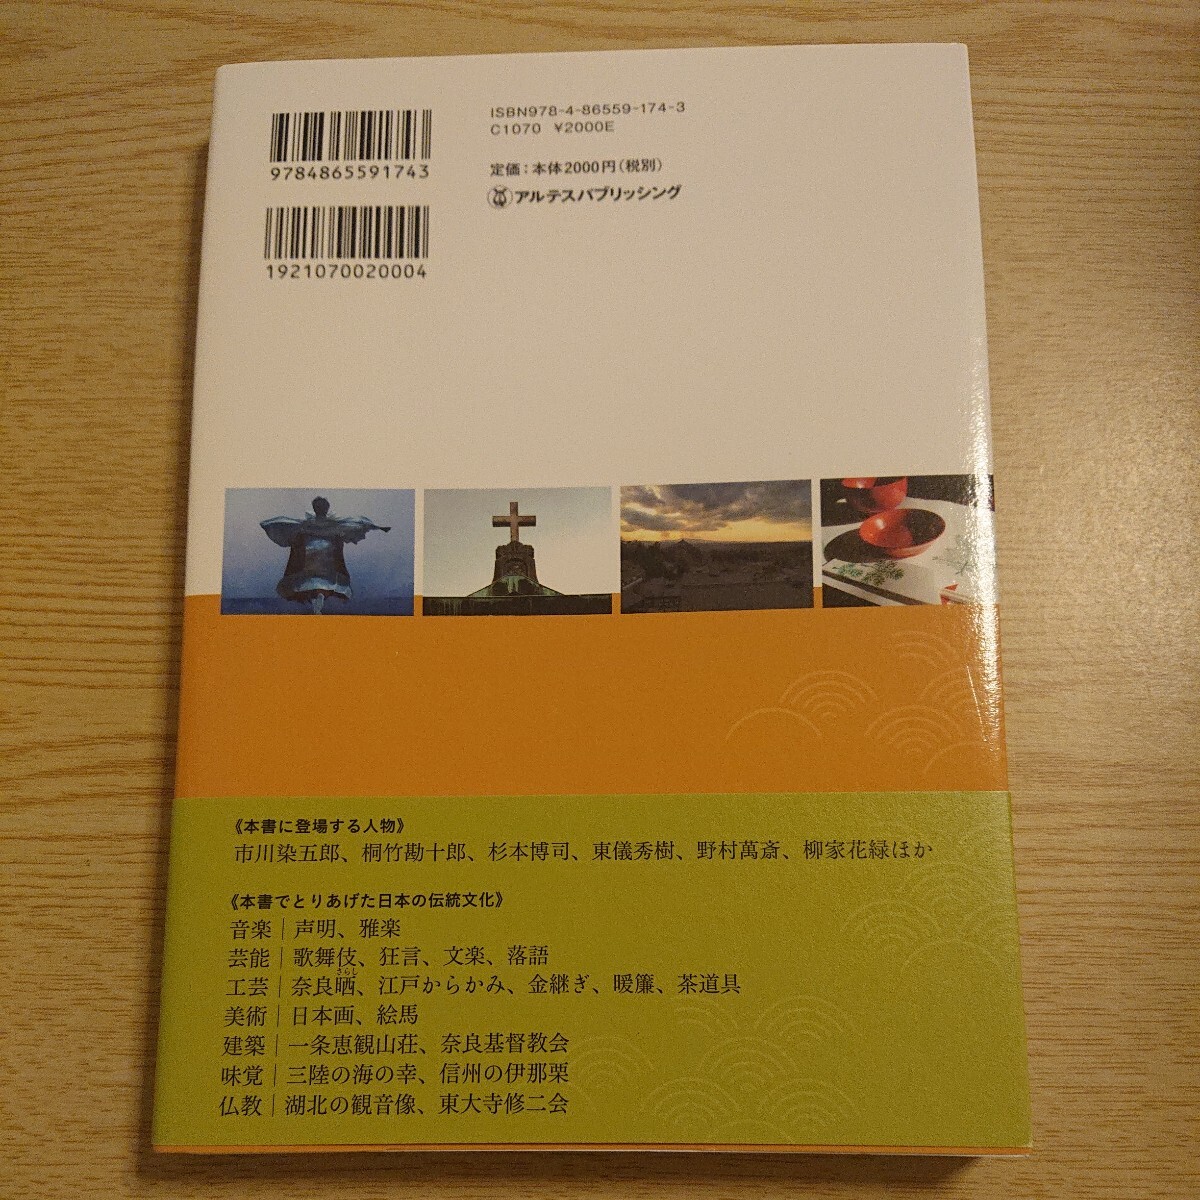 ISBN978-4-86559-174-3
C1070 ¥2000E
9784865591743
定価：本体2000円（税別）
アルテスパブリッシング
1921070020004
《本書に登場する人物》
市川染五郎、桐竹勘十郎、杉本博司、東儀秀樹、野村萬斎、柳家花緑ほか
《本書でとりあげた日本の伝統文化》
音楽｜声明、雅楽
芸能｜歌舞伎、狂言、文楽、落語
さらし
工芸｜奈良晒、江戸からかみ、金継ぎ、暖簾、茶道具
美術｜日本画、絵馬
建築｜一条恵観山荘、奈良基督教会
味覚｜三陸の海の幸、信州の伊那栗
仏教｜湖北の観音像、東大寺修二会